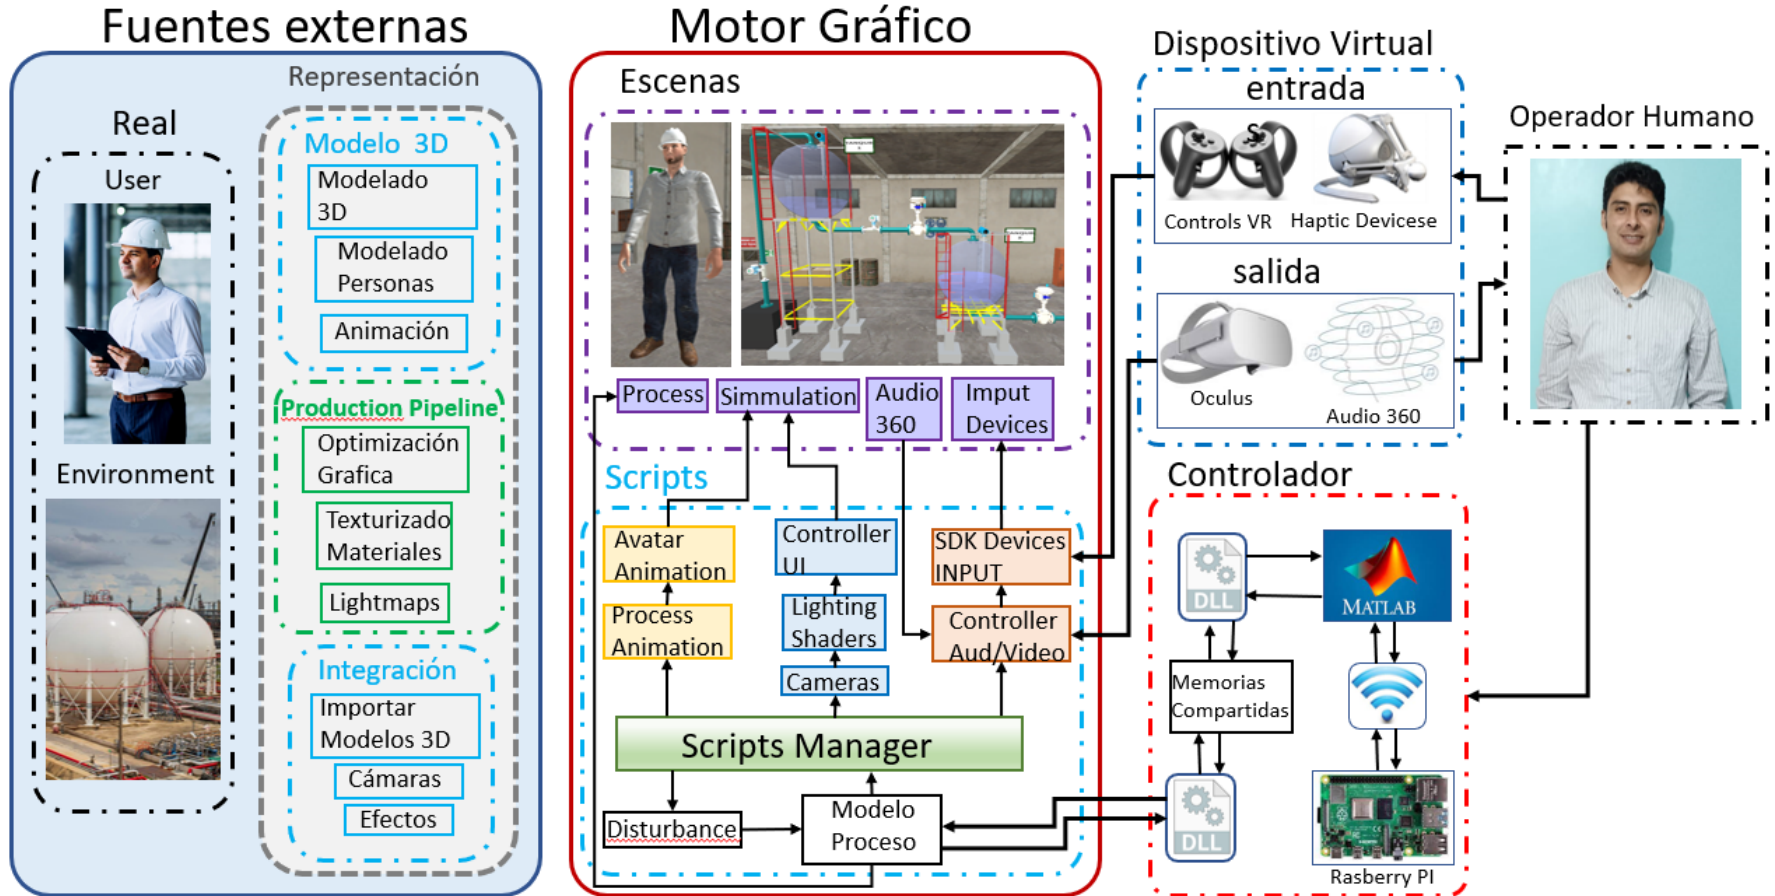 Fuentes externas
Real
User
Environment
Representación
Modelo 3D
Modelado
3D
Modelado
Personas
Animación
Production Pipeline
Optimización
Grafica
Texturizado
Materiales
Lightmaps
Integración
Importar
Modelos 3D
Cámaras
Efectos
Motor Gráfico
Escenas
Process
Simmulation
Audio
360
Imput
Devices
Scripts
Avatar
Animation
Process
Animation
Controller
UI
Lighting
Shaders
Cameras
SDK Devices
INPUT
Controller
Aud/Video
Scripts Manager
Disturbance
Modelo
Proceso
Dispositivo Virtual
entrada
S
Controls VR
Haptic Devicese
salida
Oculus
Audio 360
Operador Humano
Controlador
DLL
MATLAB
Memorias
Compartidas
DLL
Rasberry PI